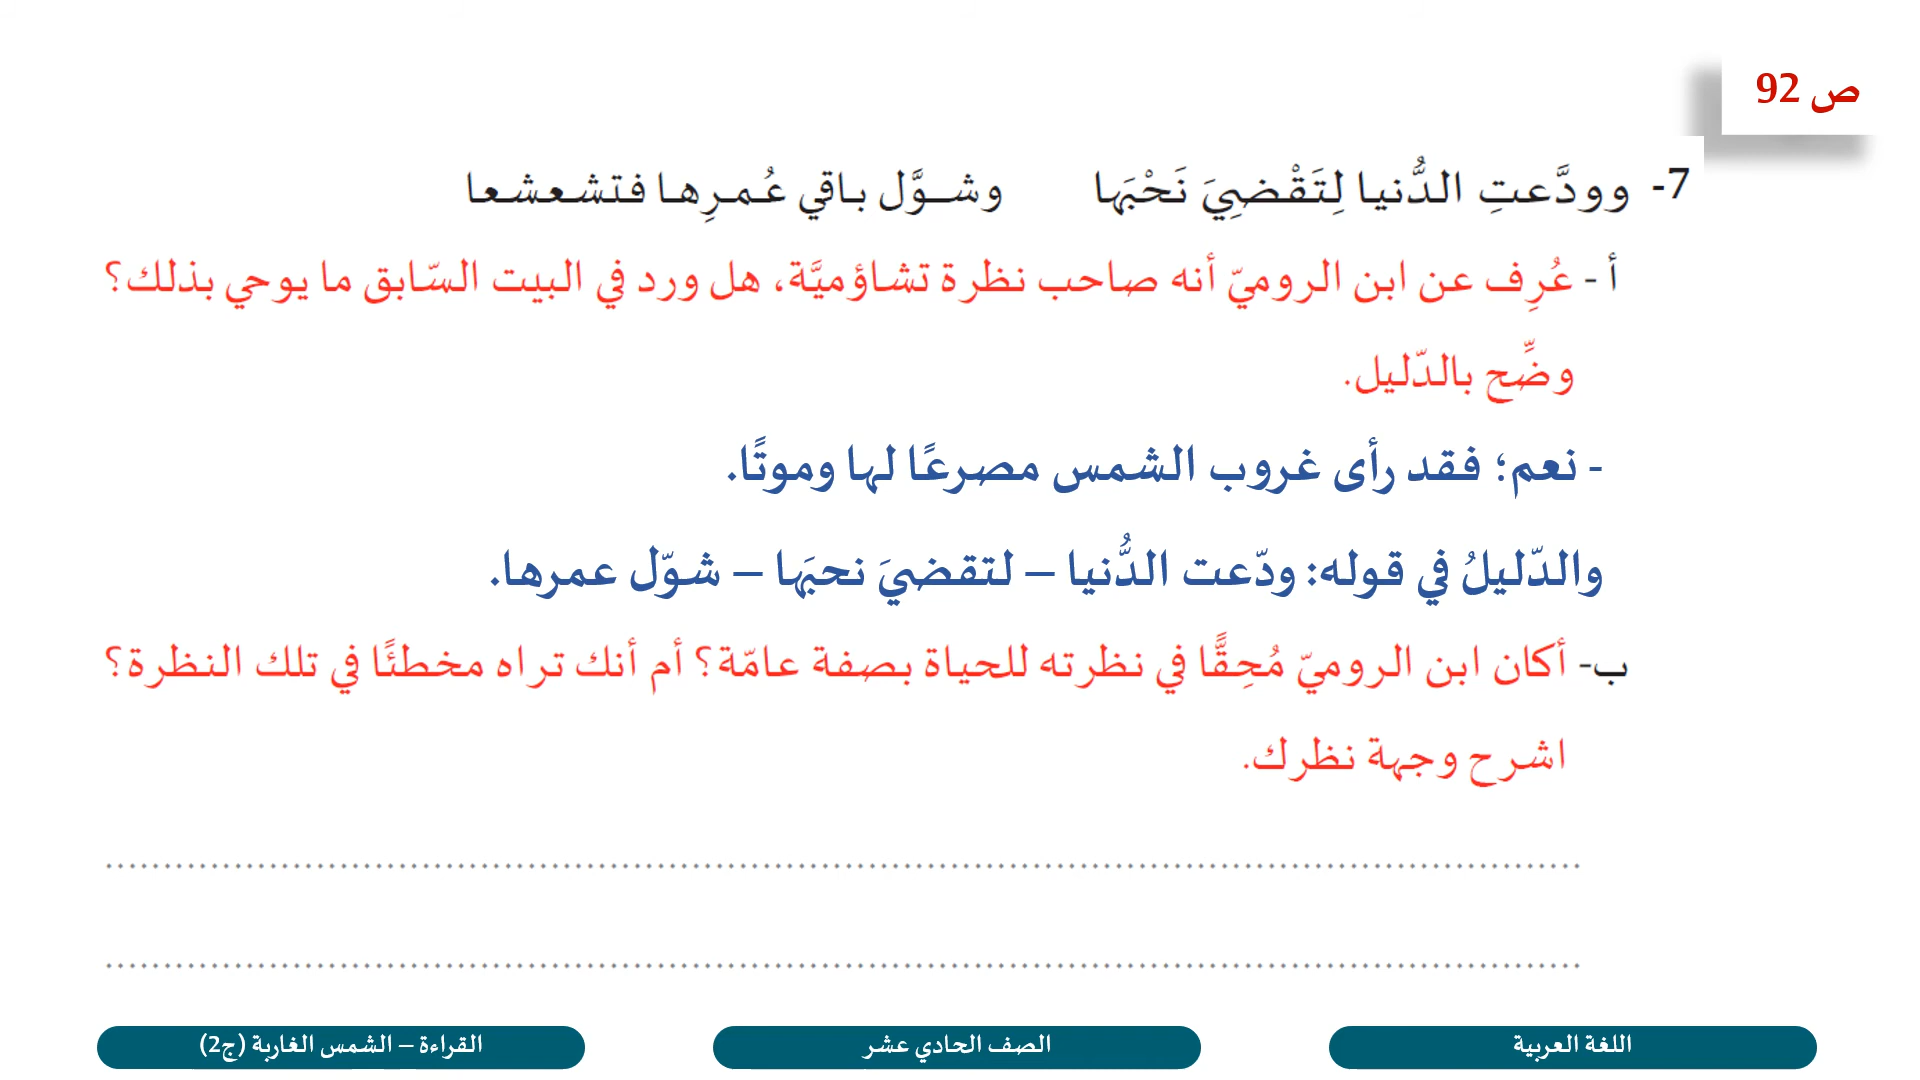 ص 92
7- وودَّعتِ الدُّنيا لِتَقْضيَ نَحْبَها وشـوَّل باقي عُمرِها فتشعشعا
أ - عُرِف عن ابن الروميّ أنه صاحب نظرة تشاؤميَّة، هل ورد في البيت السّابق ما يوحي بذلك؟
وضِّح بالدّليل.
- نعم؛ فقد رأى غروب الشمس مصرعًا لها وموتًا.
والدّليلُ في قوله: ودّعت الدُّنيا – لتقضيَ نحبَها – شوّل عمرها.
ب- أكان ابن الروميّ مُحِقًّا في نظرته للحياة بصفة عامّة؟ أم أنك تراه مخطئًا في تلك النظرة؟
اشرح وجهة نظرك.
اللغة العربية
الصف الحادي عشر
القراءة – الشمس الغاربة (ج2)